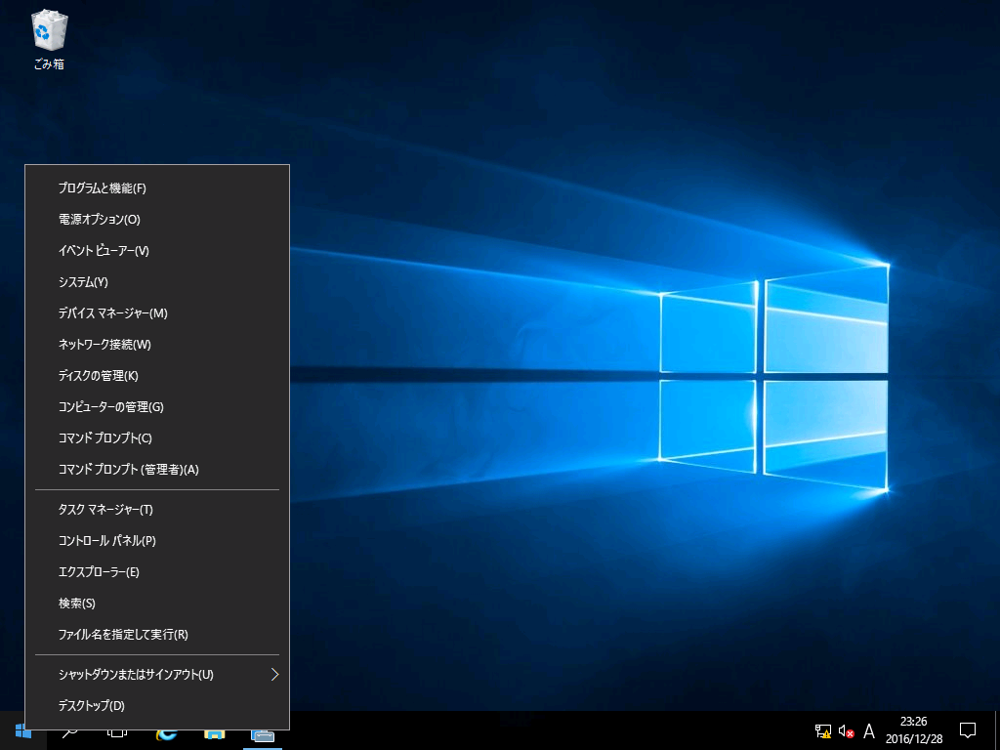 ごみ箱
プログラムと機能(F)
電源オプション(O)
イベント ビューアー(V)
システム(Y)
デバイス マネージャー(M)
ネットワーク接続(W)
ディスクの管理(K)
コンピューターの管理(G)
コマンド プロンプト(C)
コマンド プロンプト (管理者)(A)
タスク マネージャー(T)
コントロール パネル(P)
エクスプローラー(E)
検索(S)
ファイル名を指定して実行(R)
シャットダウンまたはサインアウト(U)
デスクトップ(D)
A
23:26
2016/12/28